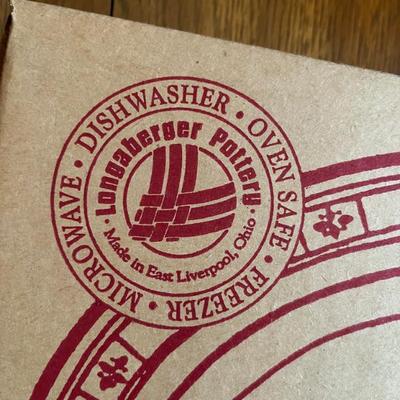 MICROWAVE • DISHWASHER • OVEN SAFE • FREEZER •
Longaberger Pottery
• Made in East Liverpool, Ohio •